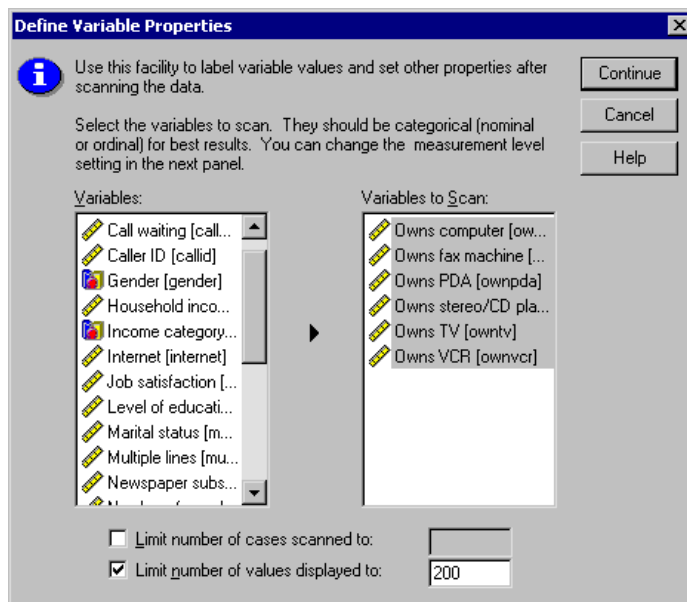 Define Variable Properties
Use this facility to label variable values and set other properties after
scanning the data.
Select the variables to scan. They should be categorical (nominal
or ordinal) for best results. You can change the measurement level
setting in the next panel.
Continue
Cancel
Help
Variables:
Call waiting [call...
Caller ID [callid]
Gender [gender]
Household inco...
Income category...
Internet [internet]
Job satisfaction [...
Level of educati...
Marital status [m...
Multiple lines [mu...
Newspaper subs...
Variables to Scan:
Owns computer [ow...
Owns fax machine [...
Owns PDA [ownpda]
Owns stereo/CD pla...
Owns TV [owntv]
Owns VCR [ownvcr]
Limit number of cases scanned to:
Limit number of values displayed to:
200